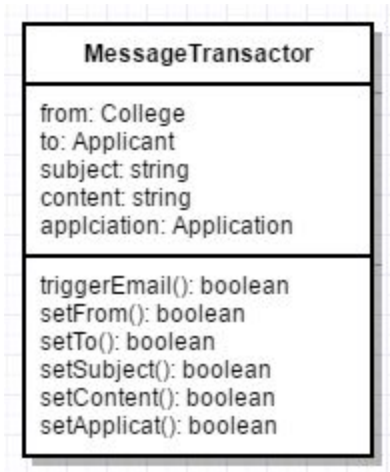 MessageTransactor
from: College
to: Applicant
subject: string
content: string
applciation: Application
triggerEmail(): boolean
setFrom(): boolean
setTo(): boolean
setSubject(): boolean
setContent(): boolean
setApplicat(): boolean